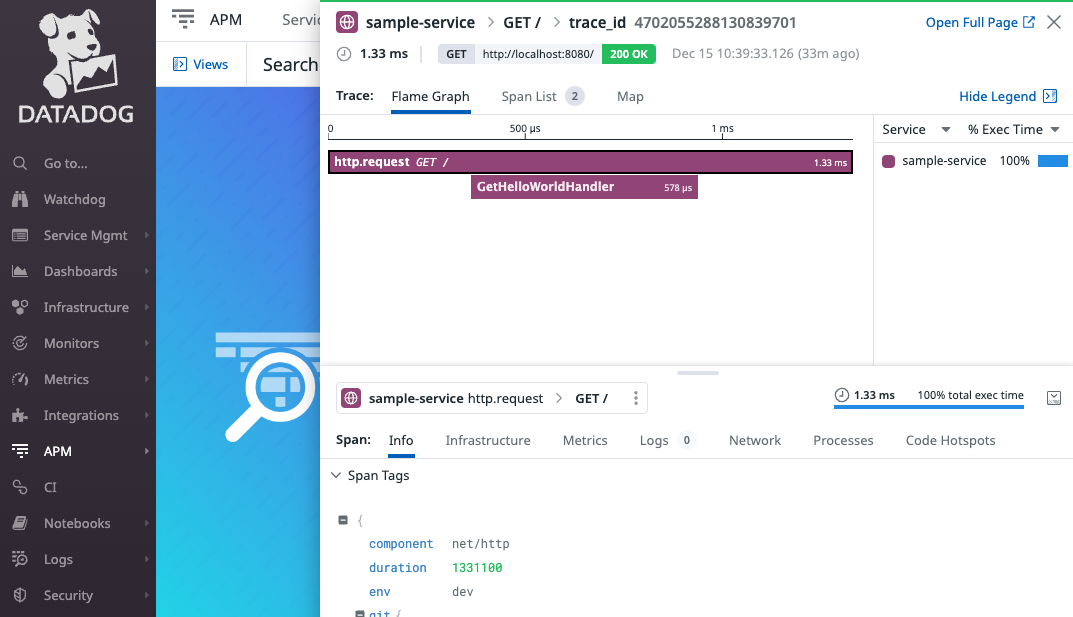 DATADOG
Go to...
Watchdog
Service Mgmt
Dashboards
Infrastructure
Monitors
Metrics
Integrations
APM
CI
Notebooks
Logs
Security
APM
Servic
Views
Search
sample-service > GET / > trace_id 4702055288130839701
Open Full Page
1.33 ms GET http://localhost:8080/ 200 OK Dec 15 10:39:33.126 (33m ago)
Trace: Flame Graph Span List 2 Map
Hide Legend
0 500 µs 1 ms
http.request GET / 1.33 ms
GetHelloWorldHandler 578 µs
Service % Exec Time
sample-service 100%
sample-service http.request > GET /
1.33 ms 100% total exec time
Span: Info Infrastructure Metrics Logs 0 Network Processes Code Hotspots
Span Tags
{
component net/http
duration 1331100
env dev
git {